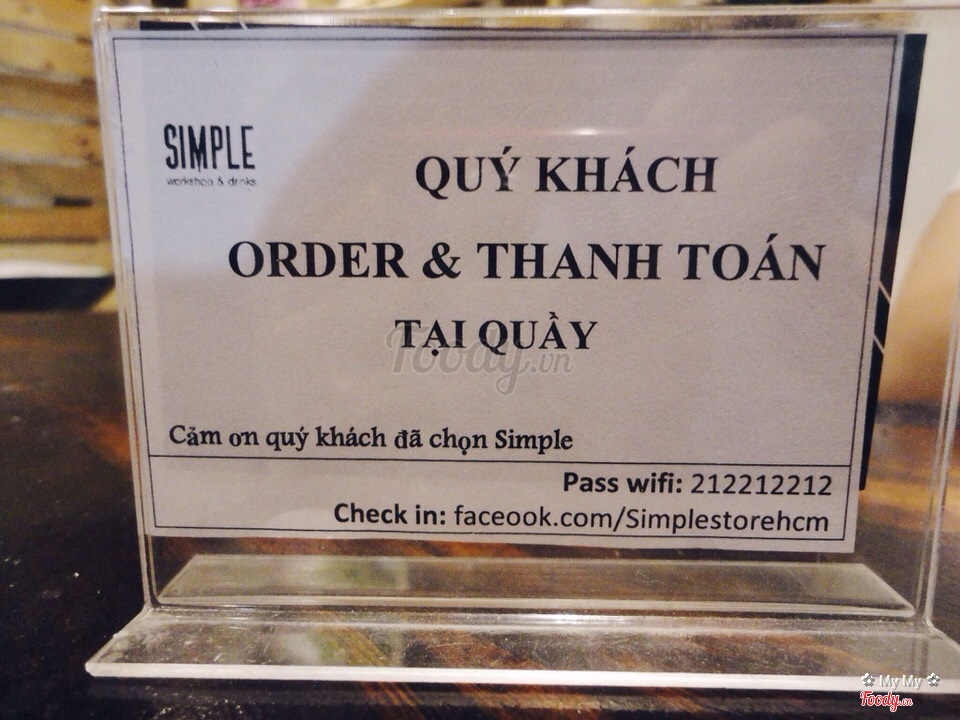 SIMPLE
workshop & drinks
QUÝ KHÁCH
ORDER & THANH TOÁN
TẠI QUẦY
Foody.vn
Cảm ơn quý khách đã chọn Simple
Pass wifi: 212212212
Check in: faceook.com/Simplestorehcm
✿ My My ✿
Foody.vn